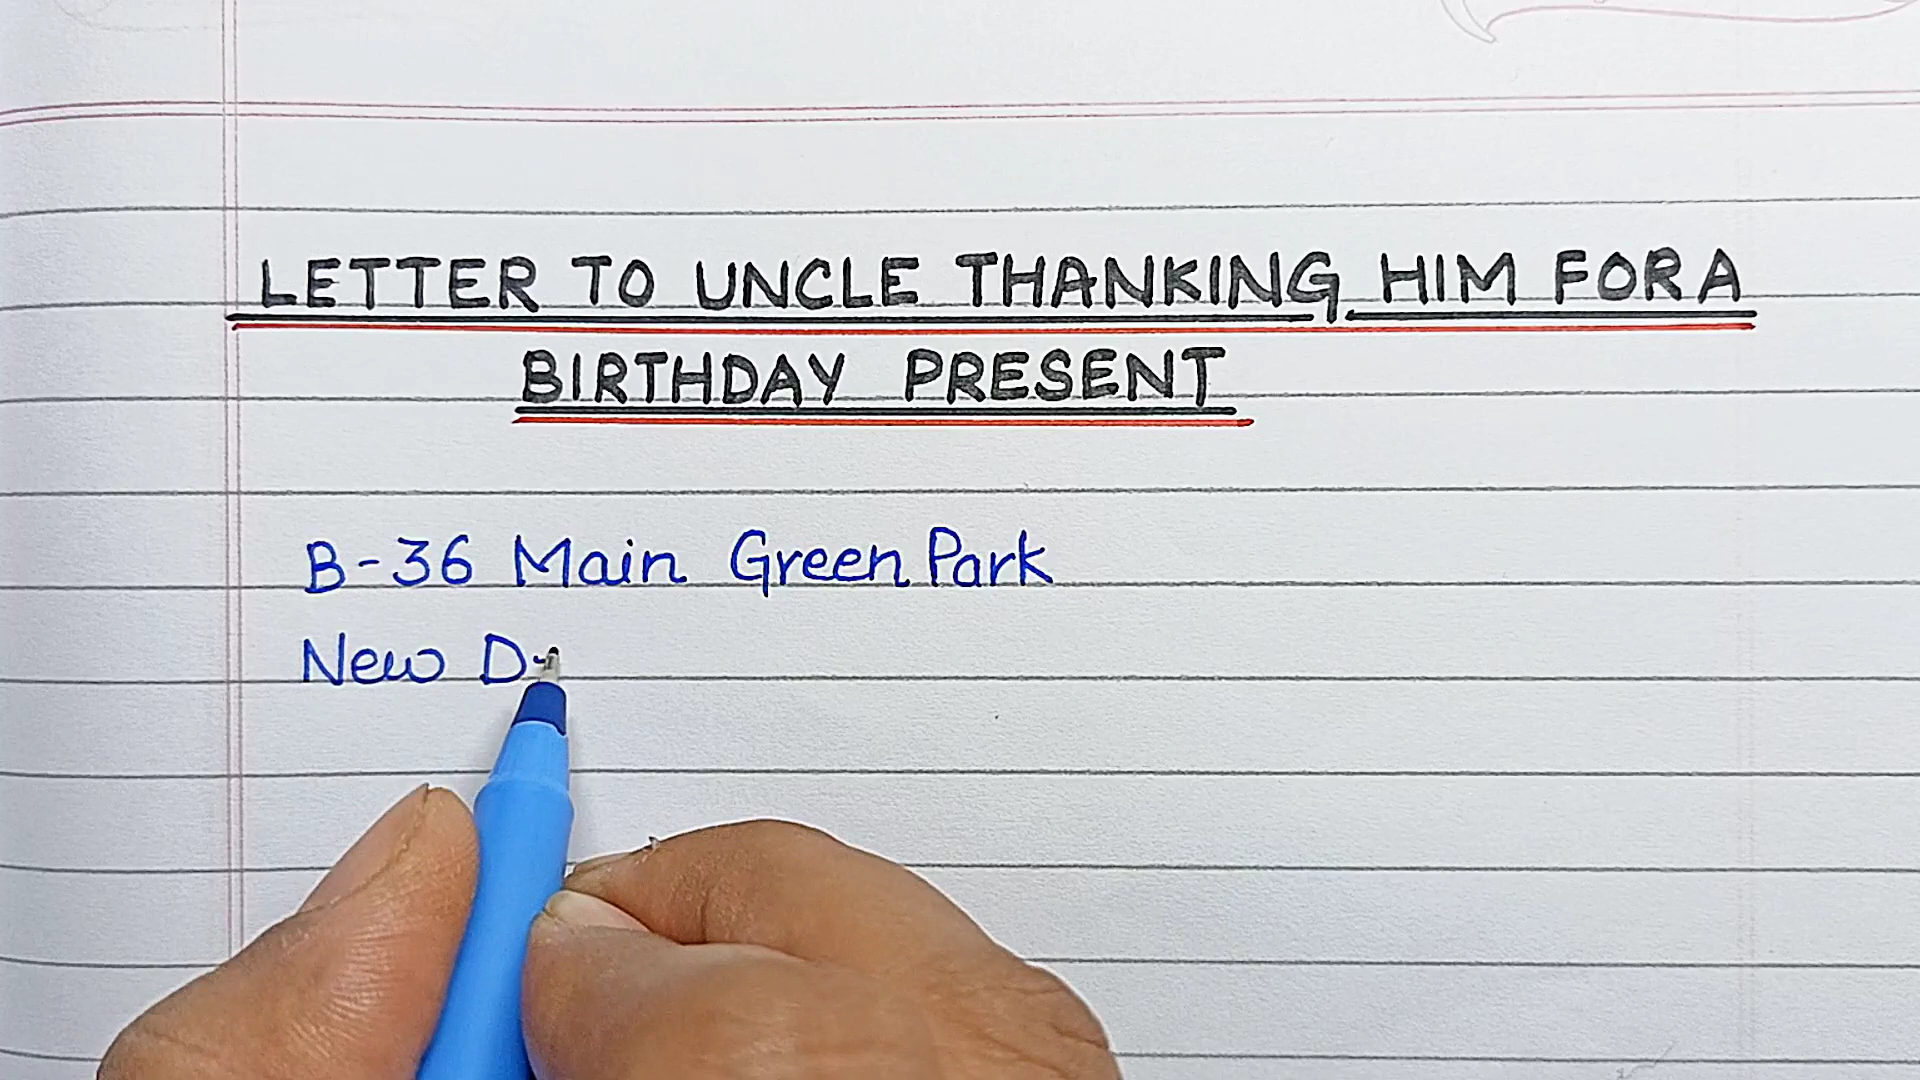 LETTER TO UNCLE THANKING HIM FOR A
BIRTHDAY PRESENT
B-36 Main Green Park
New